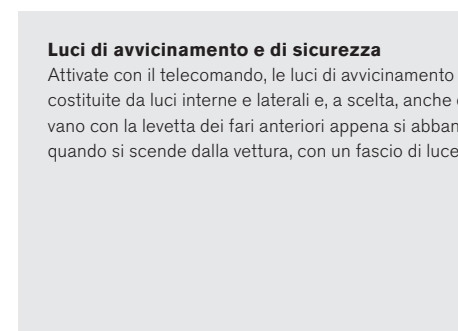 Luci di avvicinamento e di sicurezza
Attivate con il telecomando, le luci di avvicinamento
costituite da luci interne e laterali e, a scelta, anche
vano con la levetta dei fari anteriori appena si abban
quando si scende dalla vettura, con un fascio di luce